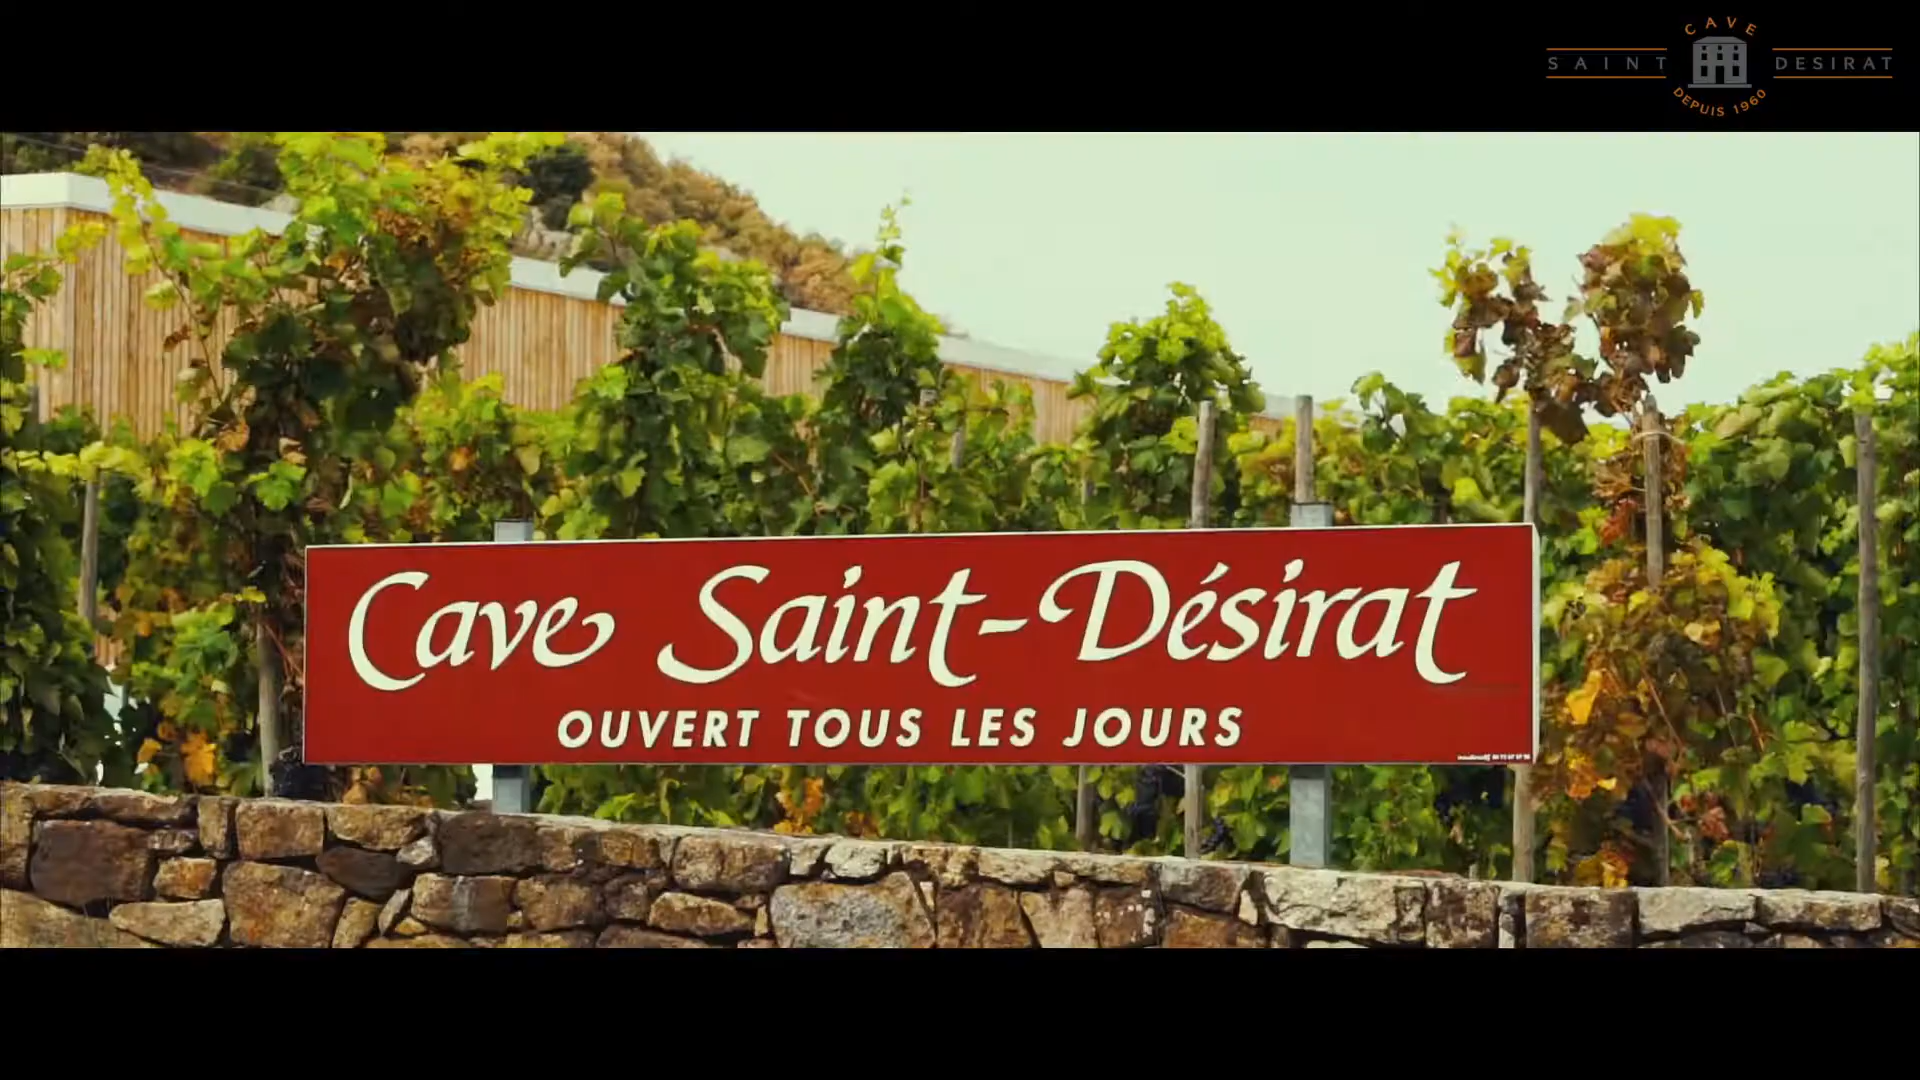 CAVE
SAINT DESIRAT
DEPUIS 1960
Cave Saint-Désirat
OUVERT TOUS LES JOURS